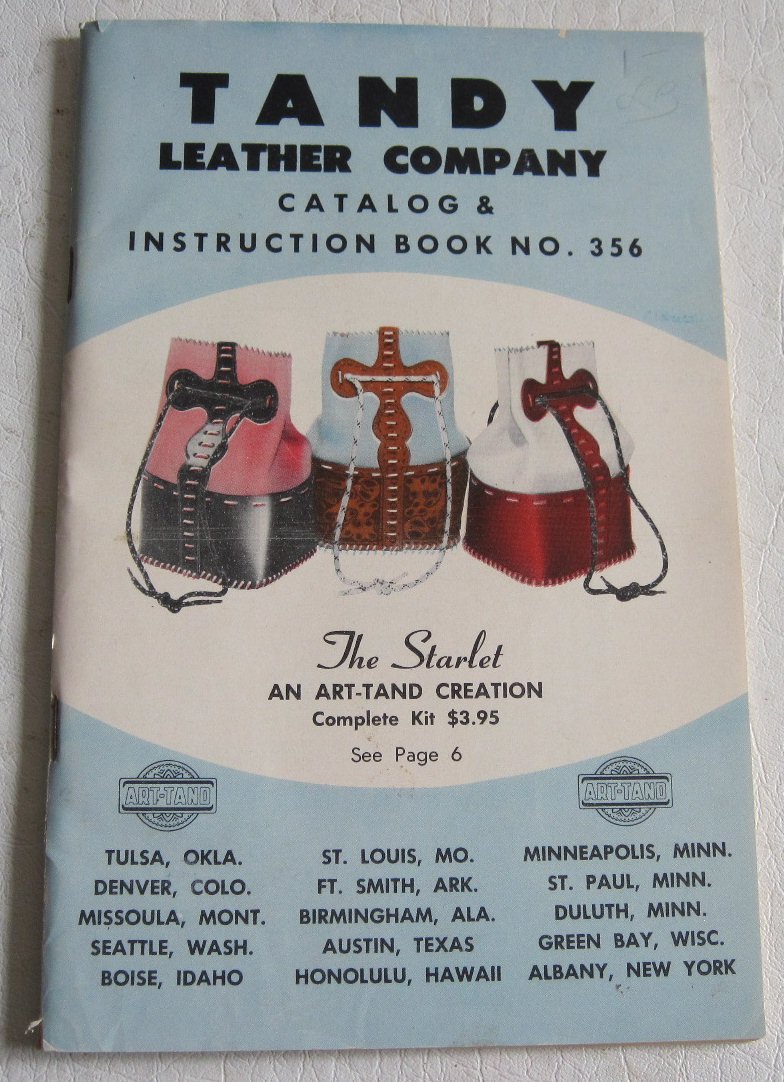 TANDY
LEATHER COMPANY
CATALOG &
INSTRUCTION BOOK NO. 356
The Starlet
AN ART-TAND CREATION
Complete Kit $3.95
See Page 6
ART-TAND
ART-TAND
TULSA, OKLA.
DENVER, COLO.
MISSOULA, MONT.
SEATTLE, WASH.
BOISE, IDAHO
ST. LOUIS, MO.
FT. SMITH, ARK.
BIRMINGHAM, ALA.
AUSTIN, TEXAS
HONOLULU, HAWAII
MINNEAPOLIS, MINN.
ST. PAUL, MINN.
DULUTH, MINN.
GREEN BAY, WISC.
ALBANY, NEW YORK